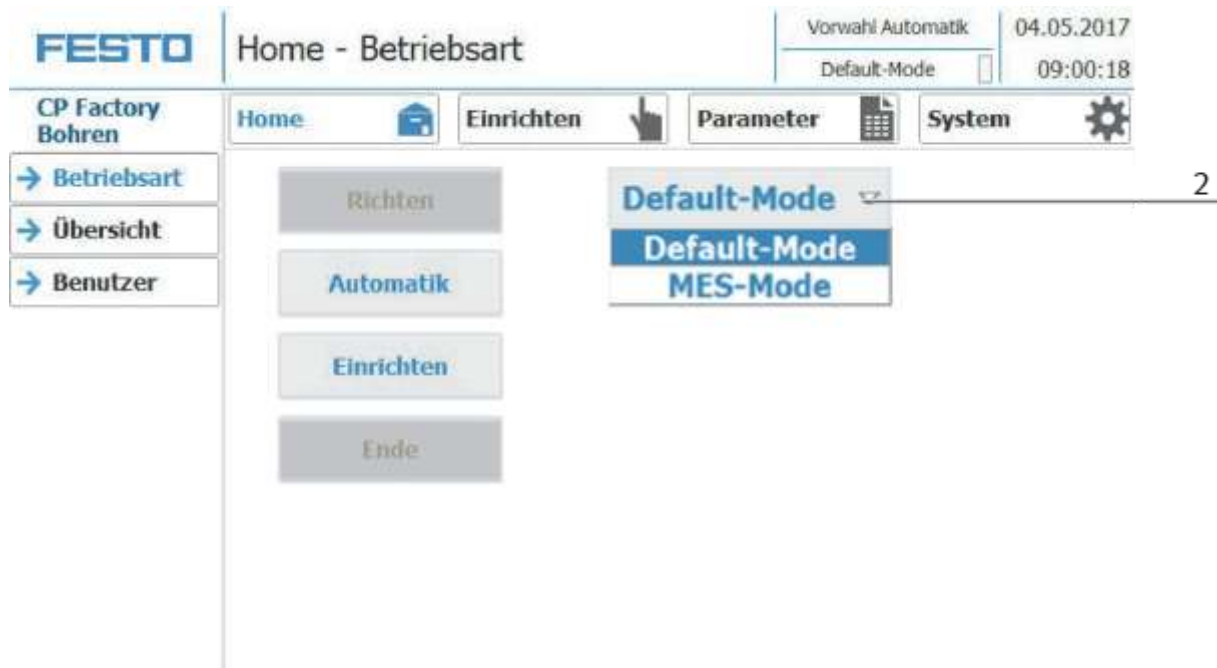 FESTO
Home - Betriebsart
Vorwahl Automatik
Default-Mode
04.05.2017
09:00:18
CP Factory
Bohren
Home
Einrichten
Parameter
System
Betriebsart
Übersicht
Benutzer
Richten
Automatik
Einrichten
Ende
Default-Mode
Default-Mode
MES-Mode
2